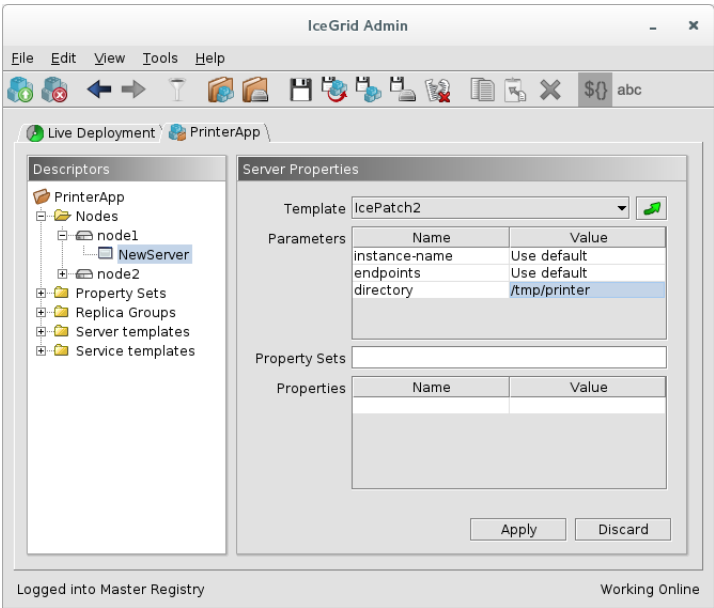 IceGrid Admin
File Edit View Tools Help
${} abc
Live Deployment PrinterApp
Descriptors
PrinterApp
Nodes
node1
NewServer
node2
Property Sets
Replica Groups
Server templates
Service templates
Server Properties
Template IcePatch2
Parameters Name Value
instance-name Use default
endpoints Use default
directory /tmp/printer
Property Sets
Properties Name Value
Apply Discard
Logged into Master Registry Working Online